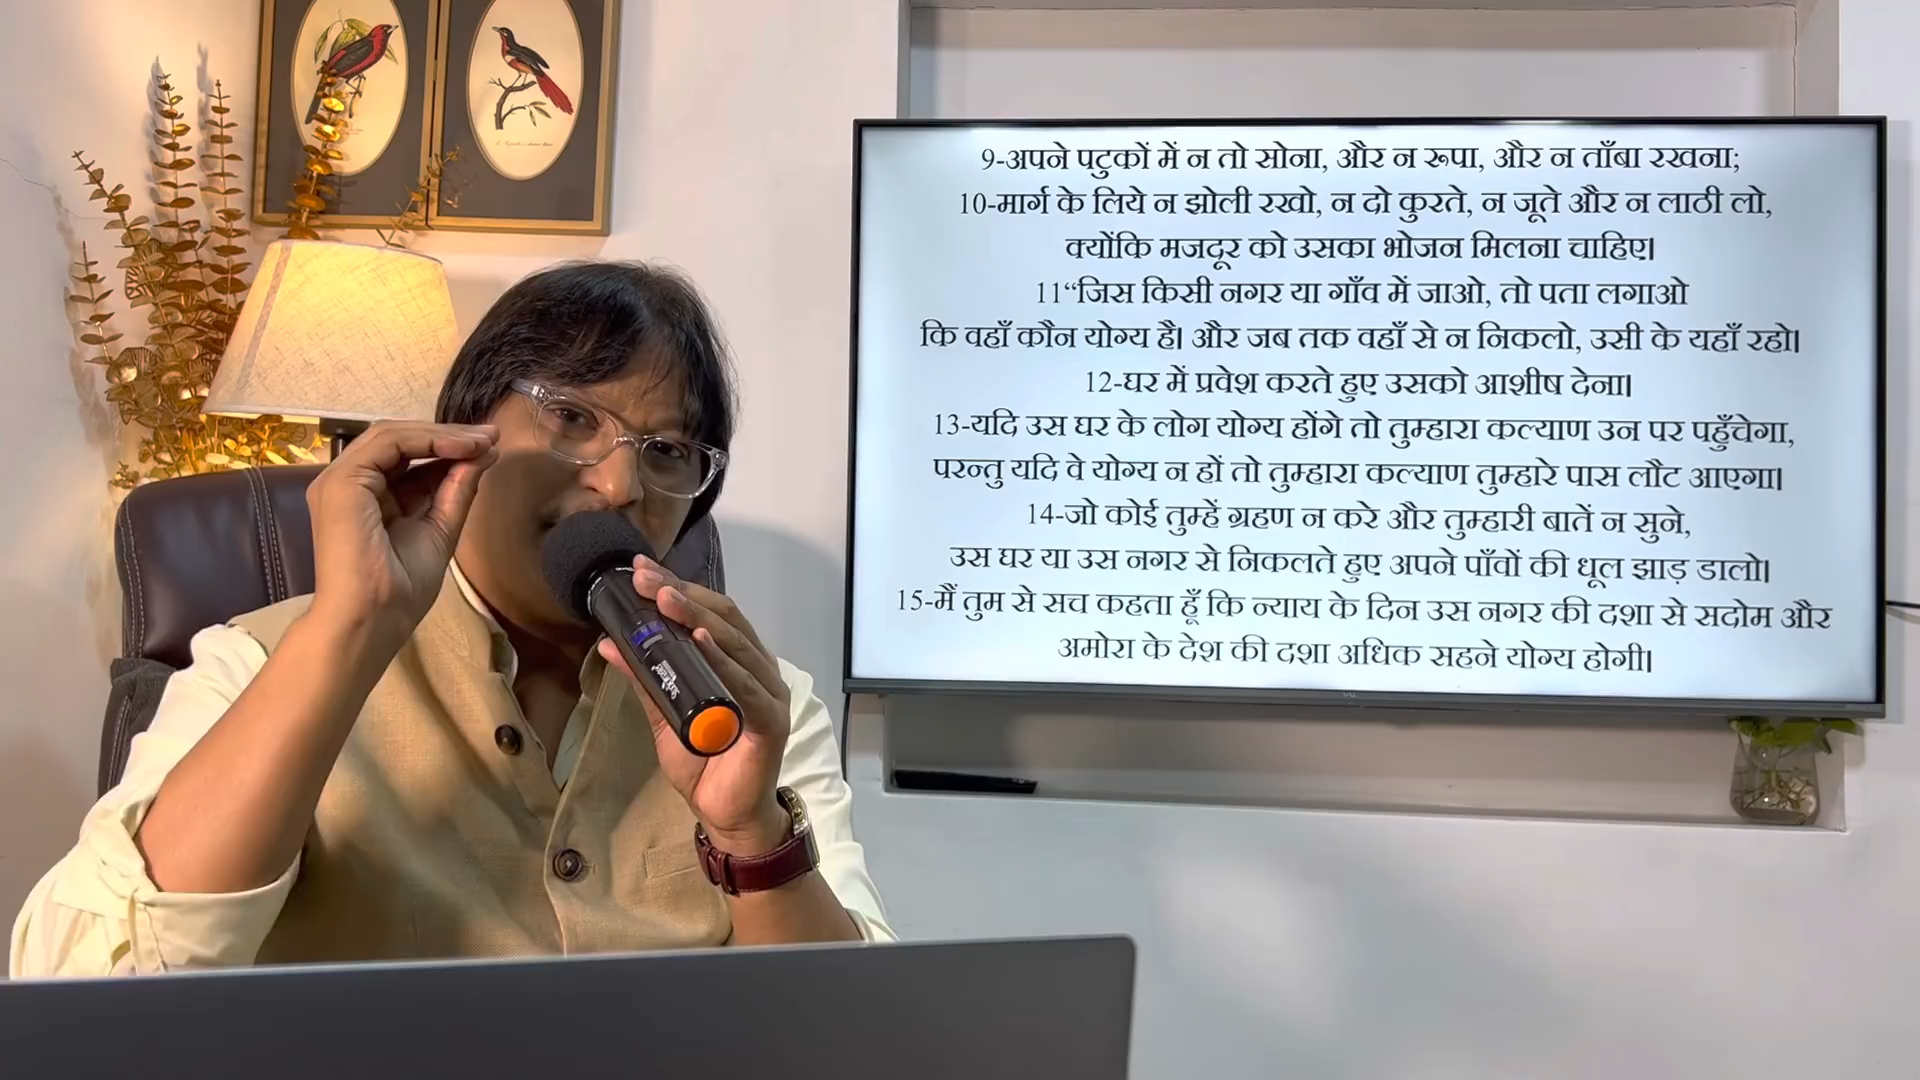 9-अपने पटुकों में न तो सोना, और न रूपा, और न ताँबा रखना;
10-मार्ग के लिये न झोली रखो, न दो कुरते, न जूते और न लाठी लो,
क्योंकि मजदूर को उसका भोजन मिलना चाहिए।
11“जिस किसी नगर या गाँव में जाओ, तो पता लगाओ
कि वहाँ कौन योग्य है। और जब तक वहाँ से न निकलो, उसी के यहाँ रहो।
12-घर में प्रवेश करते हुए उसको आशीष देना।
13-यदि उस घर के लोग योग्य होंगे तो तुम्हारा कल्याण उन पर पहुँचेगा,
परन्तु यदि वे योग्य न हों तो तुम्हारा कल्याण तुम्हारे पास लौट आएगा।
14-जो कोई तुम्हें ग्रहण न करे और तुम्हारी बातें न सुने,
उस घर या उस नगर से निकलते हुए अपने पाँवों की धूल झाड़ डालो।
15-मैं तुम से सच कहता हूँ कि न्याय के दिन उस नगर की दशा से सदोम और
अमोरा के देश की दशा अधिक सहने योग्य होगी।